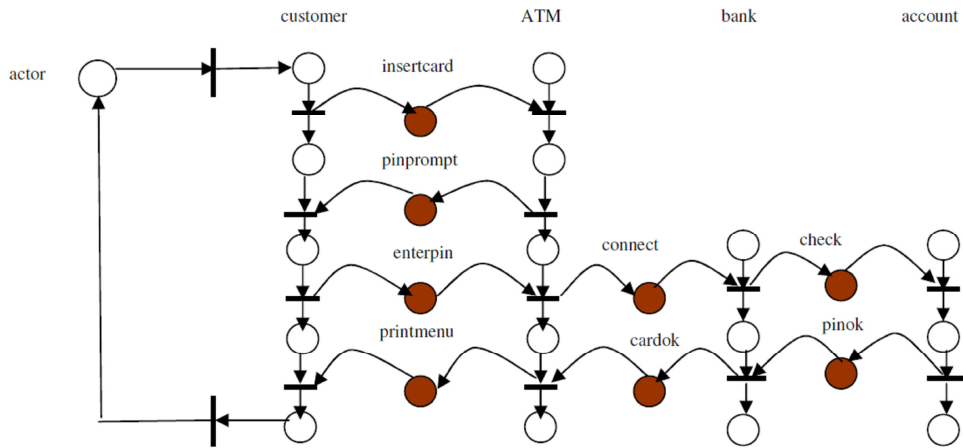 customer ATM bank account
actor
insertcard
pinprompt
enterpin connect check
printmenu cardok pinok